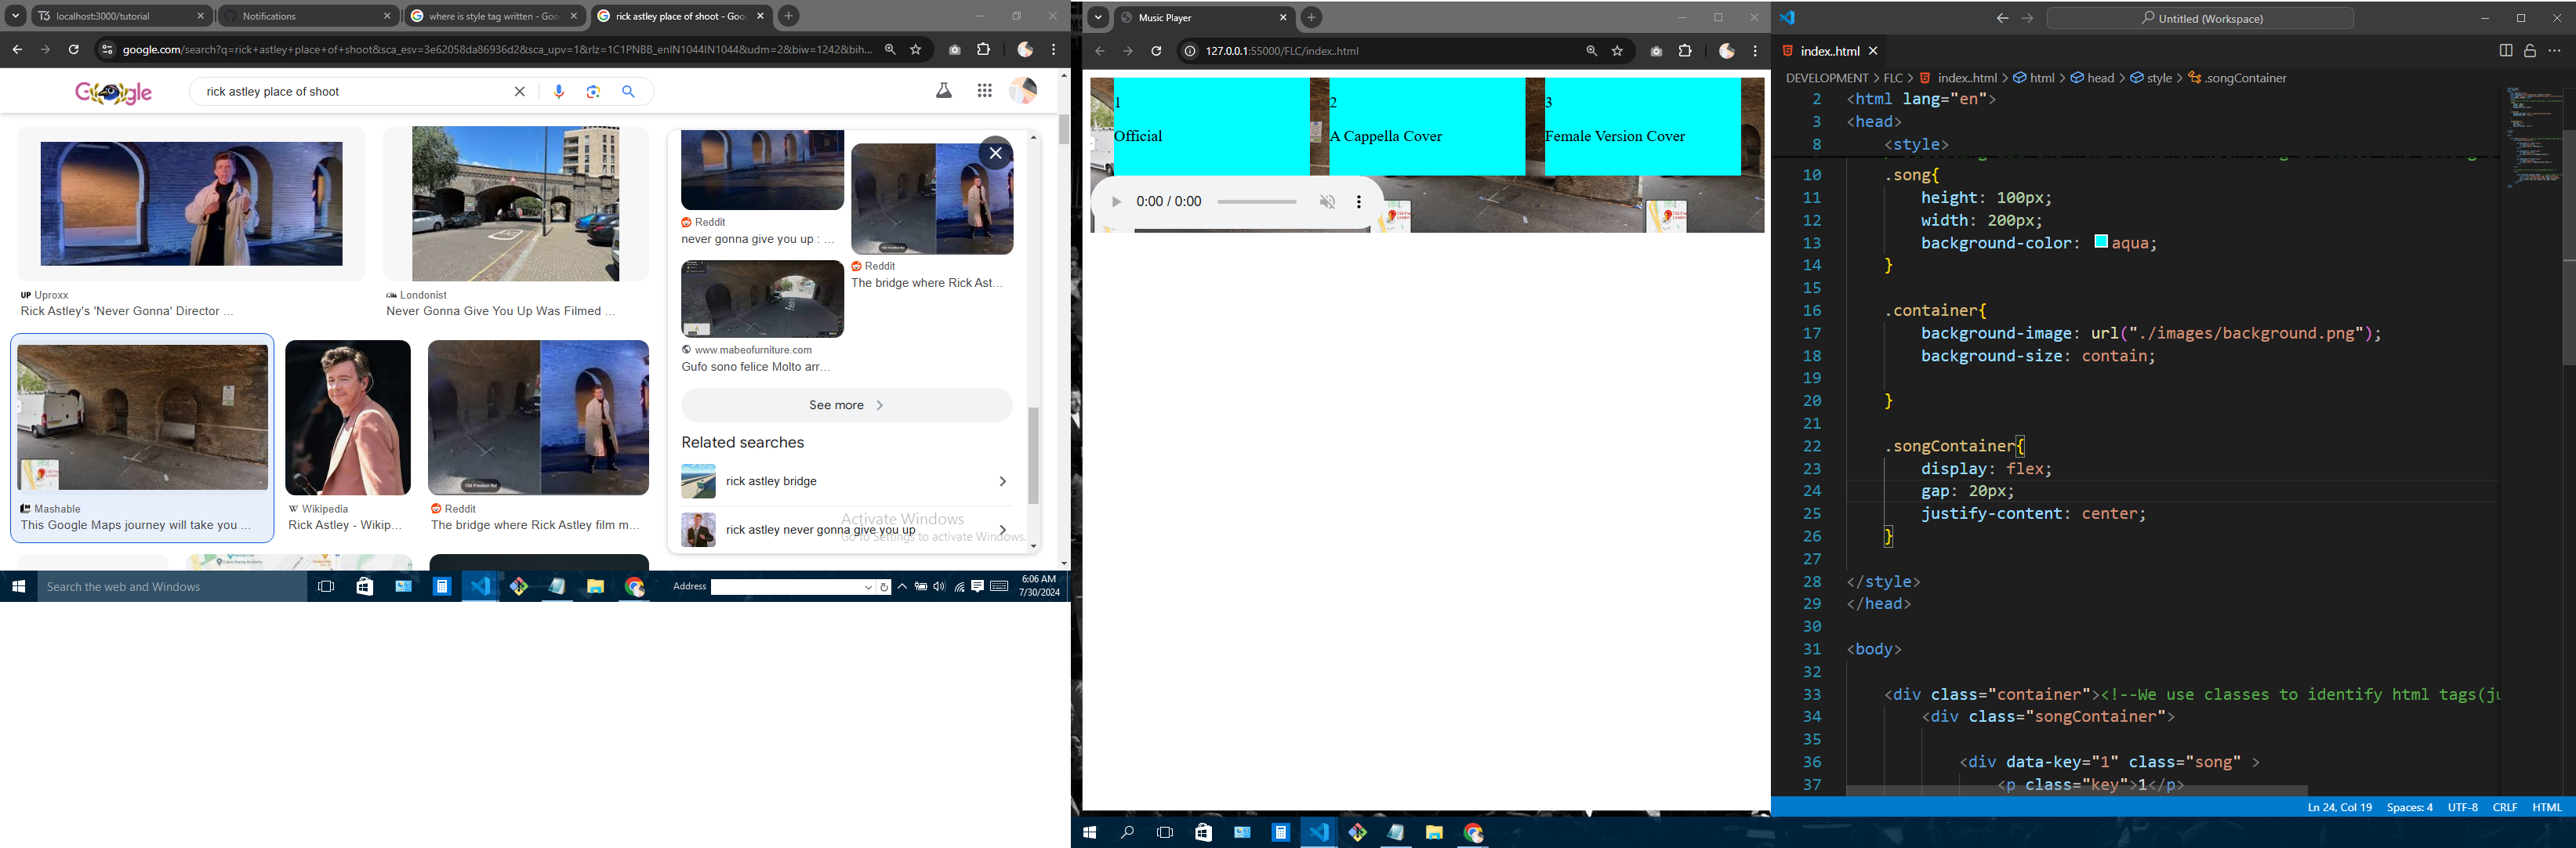 localhost:3000/tutorial
Notifications
where is style tag written - Goo
rick astley place of shoot - Goog
google.com/search?q=rick+astley+place+of+shoot&sca_esv=3e62058da86936d2&sca_upv=1&rlz=1C1PNBB_enIN1044IN1044&udm=2&biw=1242&bih...
Google
rick astley place of shoot
UP Uproxx
Rick Astley's 'Never Gonna' Director ...
Londonist
Never Gonna Give You Up Was Filmed ...
Mashable
This Google Maps journey will take you ...
Wikipedia
Rick Astley - Wikip...
Reddit
The bridge where Rick Astley film m...
Reddit
never gonna give you up : ...
Reddit
The bridge where Rick Ast...
www.mabeofurniture.com
Gufo sono felice Molto arr...
See more
Related searches
rick astley bridge
rick astley never gonna give you up
Activate Windows
Go to Settings to activate Windows.
Search the web and Windows
Address
6:06 AM
7/30/2024
Music Player
127.0.0.1:55000/FLC/index..html
1
Official
2
A Cappella Cover
3
Female Version Cover
0:00 / 0:00
Untitled (Workspace)
index..html
DEVELOPMENT > FLC > index..html > html > head > style > .songContainer
2 <html lang="en">
3 <head>
8 <style>
10 .song{
11 height: 100px;
12 width: 200px;
13 background-color: aqua;
14 }
15
16 .container{
17 background-image: url("./images/background.png");
18 background-size: contain;
19
20 }
21
22 .songContainer{
23 display: flex;
24 gap: 20px;
25 justify-content: center;
26 }
27
28 </style>
29 </head>
30
31 <body>
32
33 <div class="container"><!--We use classes to identify html tags(ju
34 <div class="songContainer">
35
36 <div data-key="1" class="song" >
37 <p class="key">1</p>
Ln 24, Col 19 Spaces: 4 UTF-8 CRLF HTML